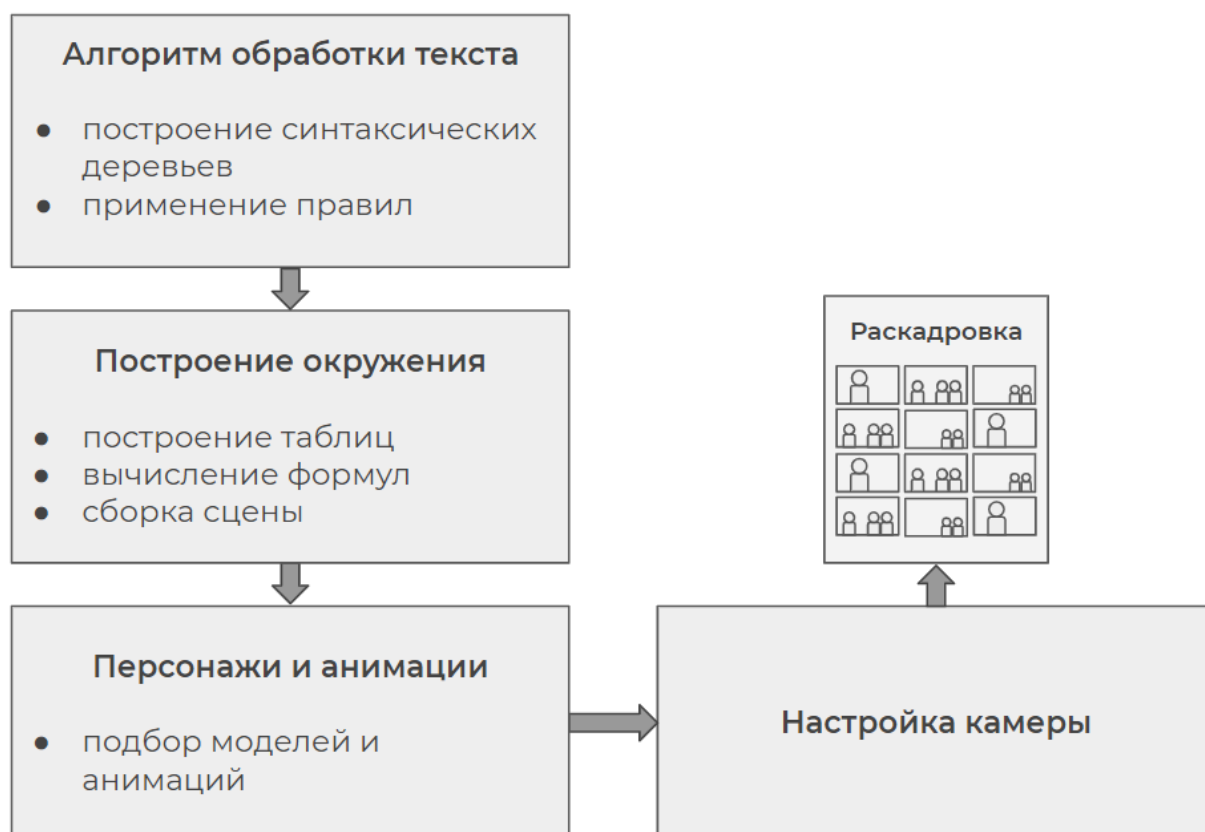 Алгоритм обработки текста
● построение синтаксических
деревьев
● применение правил
Построение окружения
● построение таблиц
● вычисление формул
● сборка сцены
Персонажи и анимации
● подбор моделей и
анимаций
Настройка камеры
Раскадровка